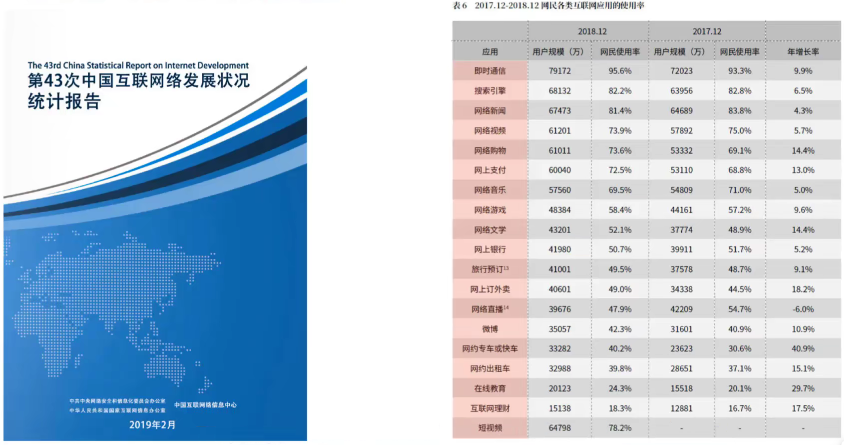 The 43rd China Statistical Report on Internet Development
第43次中国互联网络发展状况
统计报告
中共中央网络安全和信息化委员会办公室
中华人民共和国国家互联网信息办公室
中国互联网络信息中心
2019年2月
表 6 2017.12-2018.12 网民各类互联网应用的使用率
2018.12 2017.12
应用 用户规模（万） 网民使用率 用户规模（万） 网民使用率 年增长率
即时通信 79172 95.6% 72023 93.3% 9.9%
搜索引擎 68132 82.2% 63956 82.8% 6.5%
网络新闻 67473 81.4% 64689 83.8% 4.3%
网络视频 61201 73.9% 57892 75.0% 5.7%
网络购物 61011 73.6% 53332 69.1% 14.4%
网上支付 60040 72.5% 53110 68.8% 13.0%
网络音乐 57560 69.5% 54809 71.0% 5.0%
网络游戏 48384 58.4% 44161 57.2% 9.6%
网络文学 43201 52.1% 37774 48.9% 14.4%
网上银行 41980 50.7% 39911 51.7% 5.2%
旅行预订13 41001 49.5% 37578 48.7% 9.1%
网上订外卖 40601 49.0% 34338 44.5% 18.2%
网络直播14 39676 47.9% 42209 54.7% -6.0%
微博 35057 42.3% 31601 40.9% 10.9%
网约专车或快车 33282 40.2% 23623 30.6% 40.9%
网约出租车 32988 39.8% 28651 37.1% 15.1%
在线教育 20123 24.3% 15518 20.1% 29.7%
互联网理财 15138 18.3% 12881 16.7% 17.5%
短视频 64798 78.2% - - -